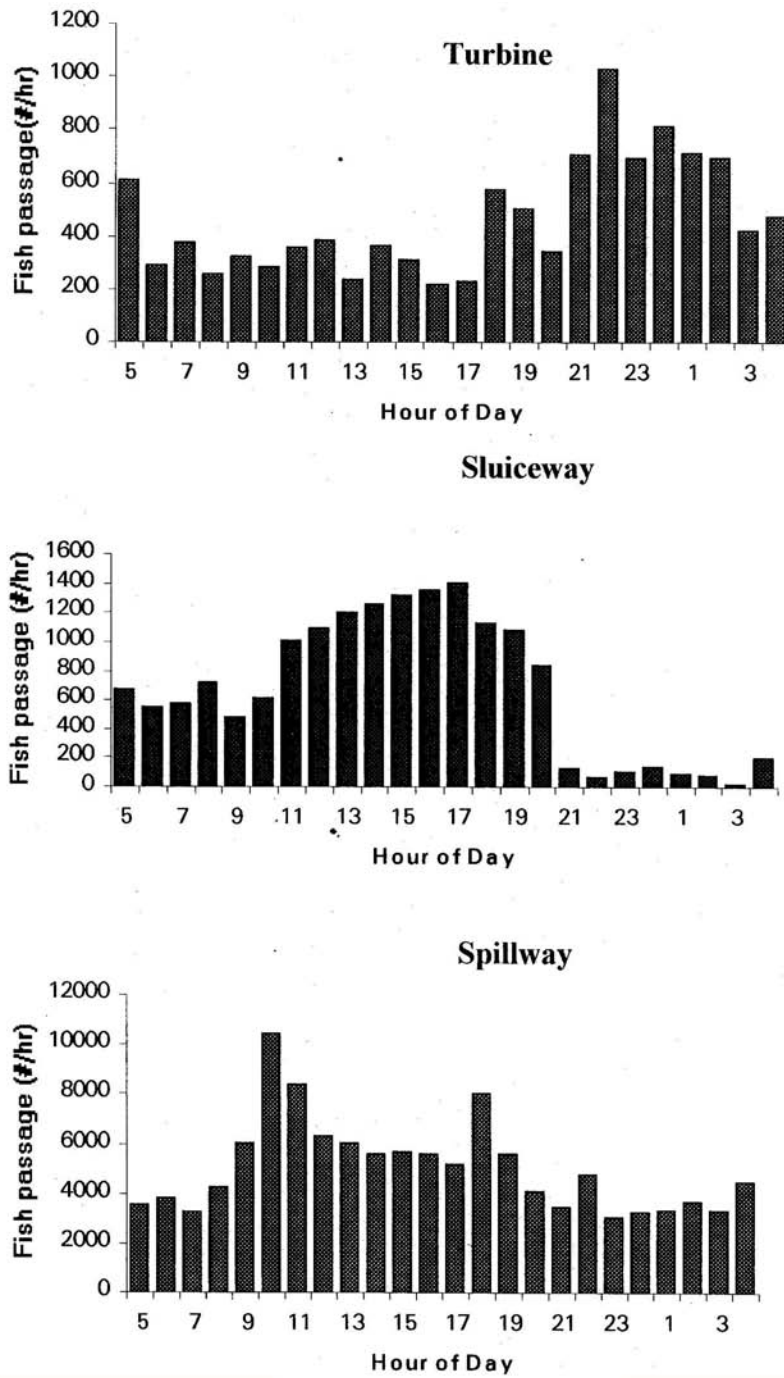 Turbine
Fish passage(#/hr)
1200
1000
800
600
400
200
0
5 7 9 11 13 15 17 19 21 23 1 3
Hour of Day
Sluiceway
Fish passage (#/hr)
1600
1400
1200
1000
800
600
400
200
0
5 7 9 11 13 15 17 19 21 23 1 3
Hour of Day
Spillway
Fish passage (#/hr)
12000
10000
8000
6000
4000
2000
0
5 7 9 11 13 15 17 19 21 23 1 3
Hour of Day